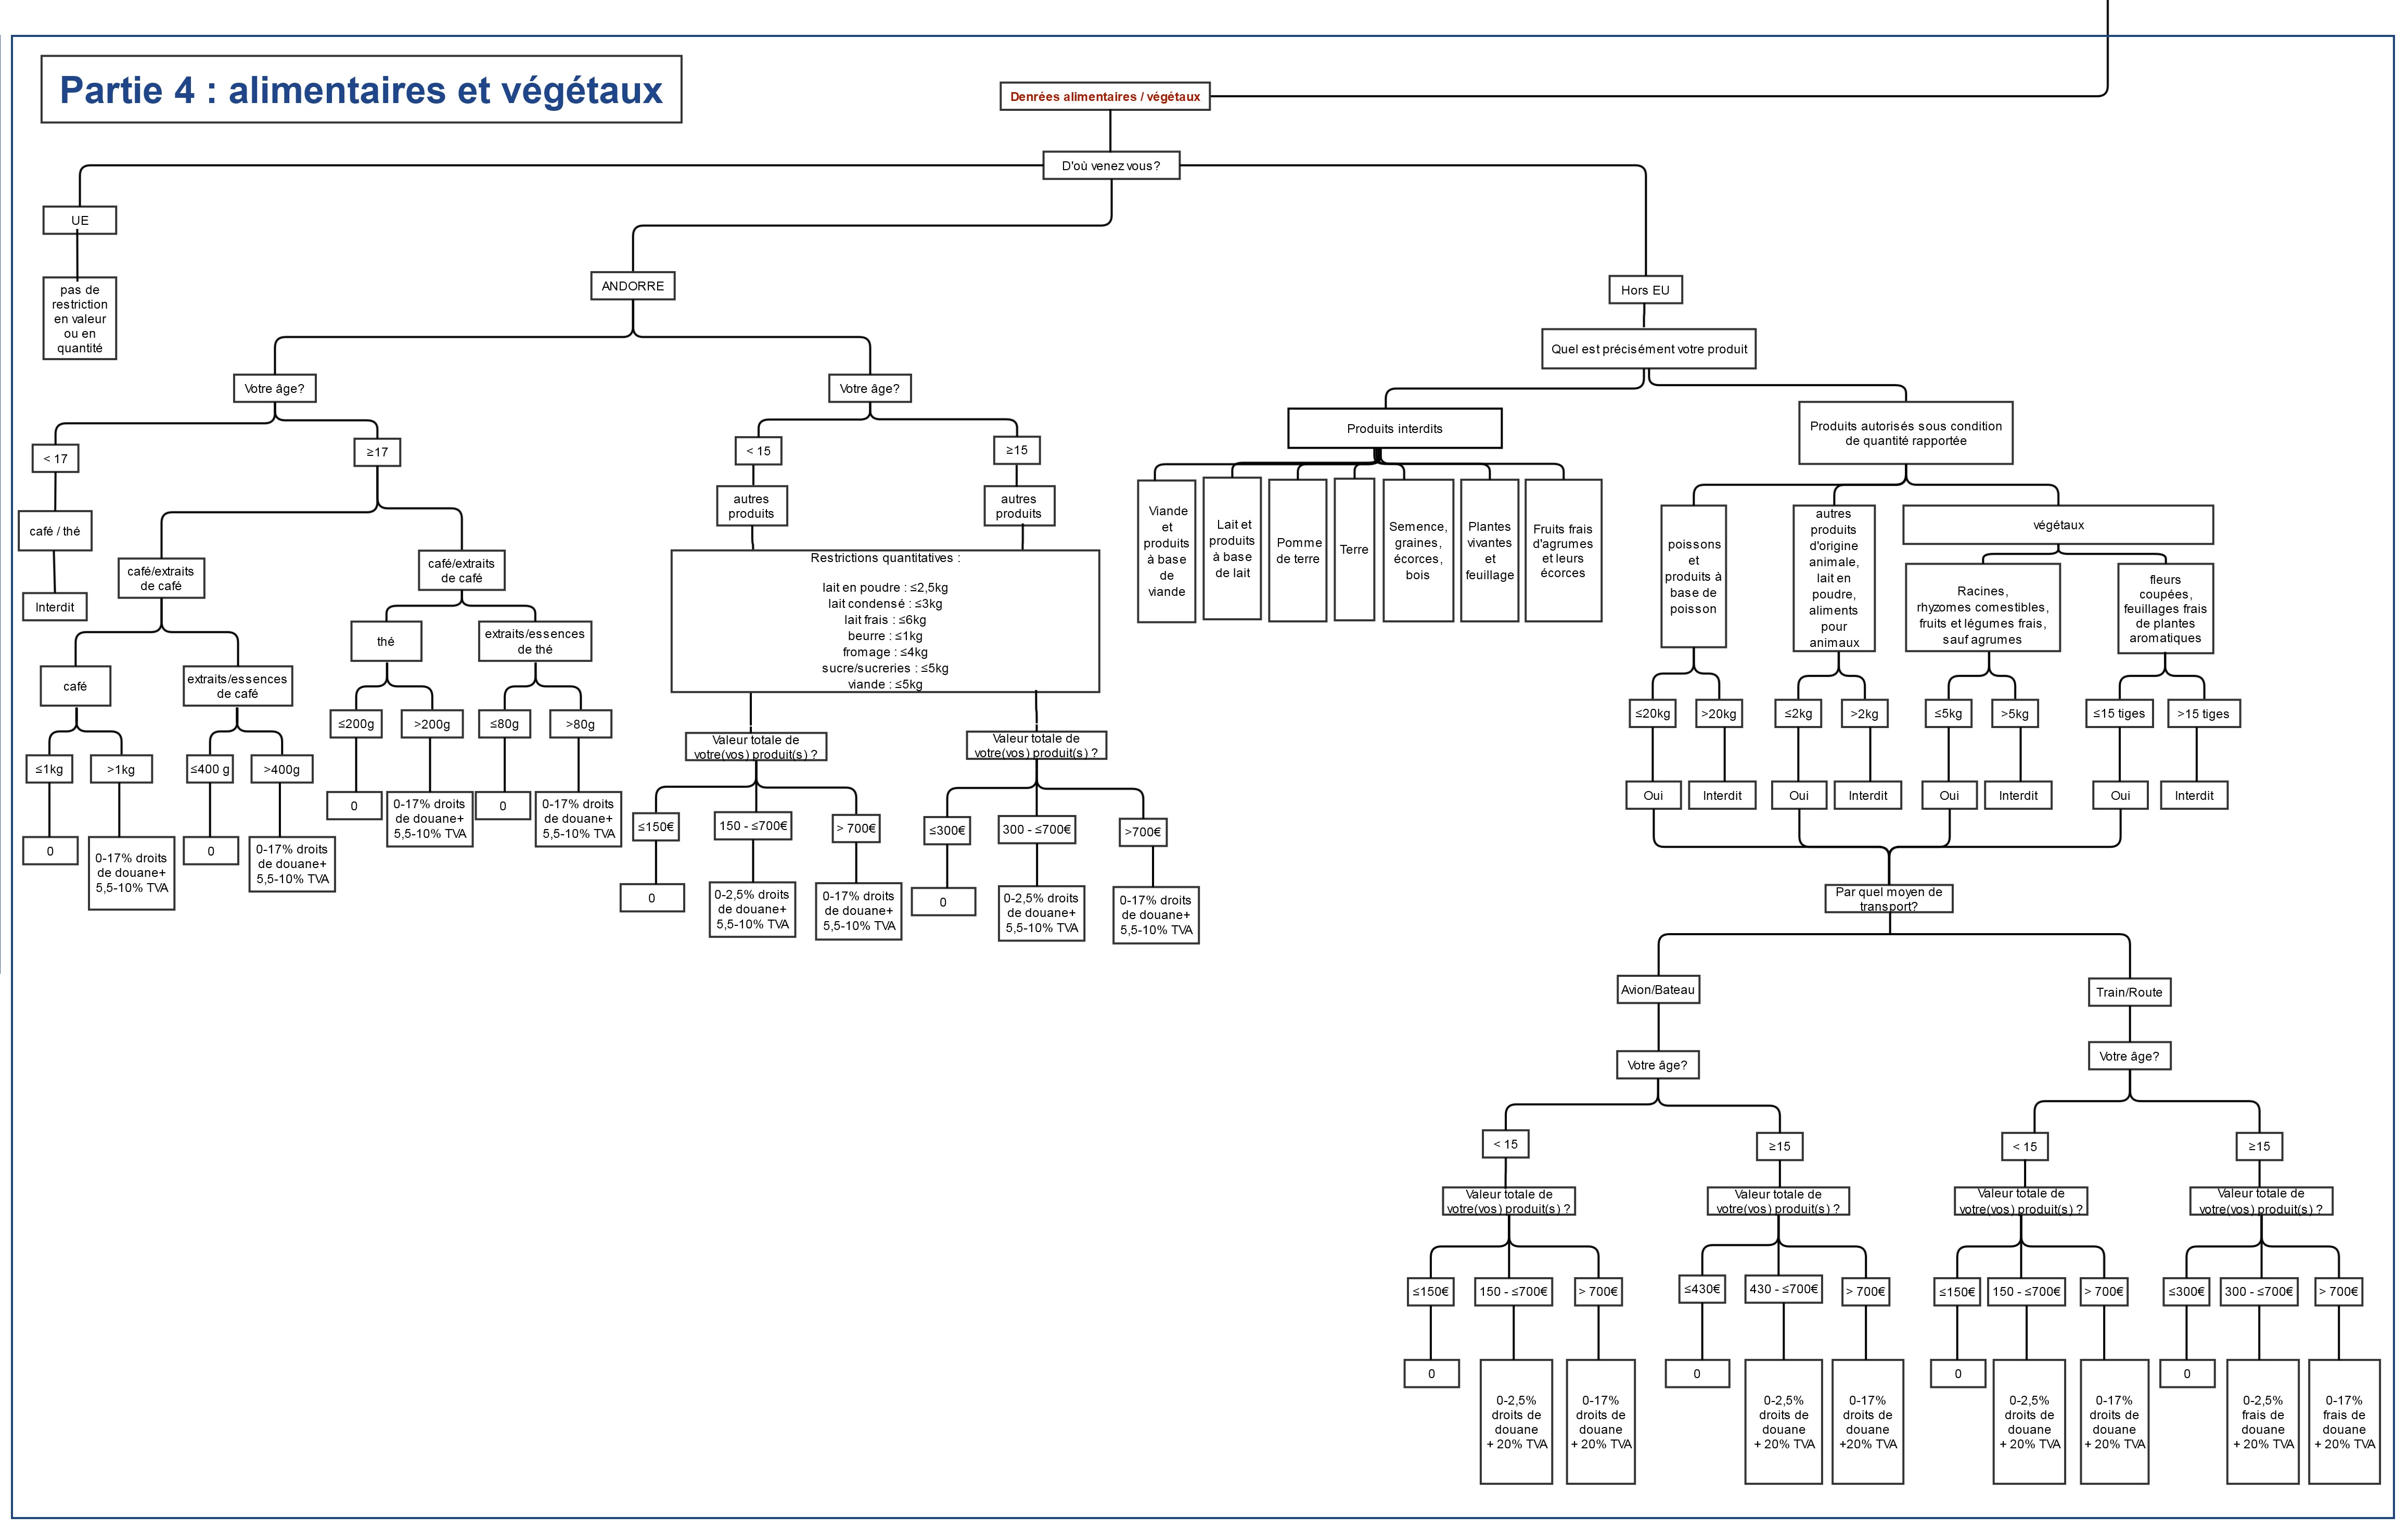 Partie 4 : alimentaires et végétaux
Denrées alimentaires / végétaux
D'où venez vous?
UE
pas de
restriction
en valeur
ou en
quantité
ANDORRE
Votre âge?
< 17
café / thé
Interdit
≥17
café/extraits
de café
café
≤1kg
0
>1kg
0-17% droits
de douane+
5,5-10% TVA
extraits/essences
de café
≤400 g
0
>400g
0-17% droits
de douane+
5,5-10% TVA
café/extraits
de café
thé
≤200g
0
>200g
0-17% droits
de douane+
5,5-10% TVA
extraits/essences
de thé
≤80g
0
>80g
0-17% droits
de douane+
5,5-10% TVA
Votre âge?
< 15
autres
produits
≥15
autres
produits
Restrictions quantitatives :
lait en poudre : ≤2,5kg
lait condensé : ≤3kg
lait frais : ≤6kg
beurre : ≤1kg
fromage : ≤4kg
sucre/sucreries : ≤5kg
viande : ≤5kg
Valeur totale de
votre(vos) produit(s) ?
≤150€
0
150 - ≤700€
0-2,5% droits
de douane+
5,5-10% TVA
> 700€
0-17% droits
de douane+
5,5-10% TVA
Valeur totale de
votre(vos) produit(s) ?
≤300€
0
300 - ≤700€
0-2,5% droits
de douane+
5,5-10% TVA
>700€
0-17% droits
de douane+
5,5-10% TVA
Hors EU
Quel est précisément votre produit
Produits interdits
Viande
et
produits
à base
de
viande
Lait et
produits
à base
de lait
Pomme
de terre
Terre
Semence,
graines,
écorces,
bois
Plantes
vivantes
et
feuillage
Fruits frais
d'agrumes
et leurs
écorces
Produits autorisés sous condition
de quantité rapportée
poissons
et
produits à
base de
poisson
≤20kg
Oui
>20kg
Interdit
autres
produits
d'origine
animale,
lait en
poudre,
aliments
pour
animaux
≤2kg
Oui
>2kg
Interdit
végétaux
Racines,
rhyzomes comestibles,
fruits et légumes frais,
sauf agrumes
≤5kg
Oui
>5kg
Interdit
fleurs
coupées,
feuillages frais
de plantes
aromatiques
≤15 tiges
Oui
>15 tiges
Interdit
Par quel moyen de
transport?
Avion/Bateau
Votre âge?
< 15
Valeur totale de
votre(vos) produit(s) ?
≤150€
0
150 - ≤700€
0-2,5%
droits de
douane
+ 20% TVA
> 700€
0-17%
droits de
douane
+ 20% TVA
≥15
Valeur totale de
votre(vos) produit(s) ?
≤430€
0
430 - ≤700€
0-2,5%
droits de
douane
+ 20% TVA
> 700€
0-17%
droits de
douane
+20% TVA
Train/Route
Votre âge?
< 15
Valeur totale de
votre(vos) produit(s) ?
≤150€
0
150 - ≤700€
0-2,5%
droits de
douane
+ 20% TVA
> 700€
0-17%
droits de
douane
+ 20% TVA
≥15
Valeur totale de
votre(vos) produit(s) ?
≤300€
0
300 - ≤700€
0-2,5%
frais de
douane
+ 20% TVA
> 700€
0-17%
frais de
douane
+ 20% TVA